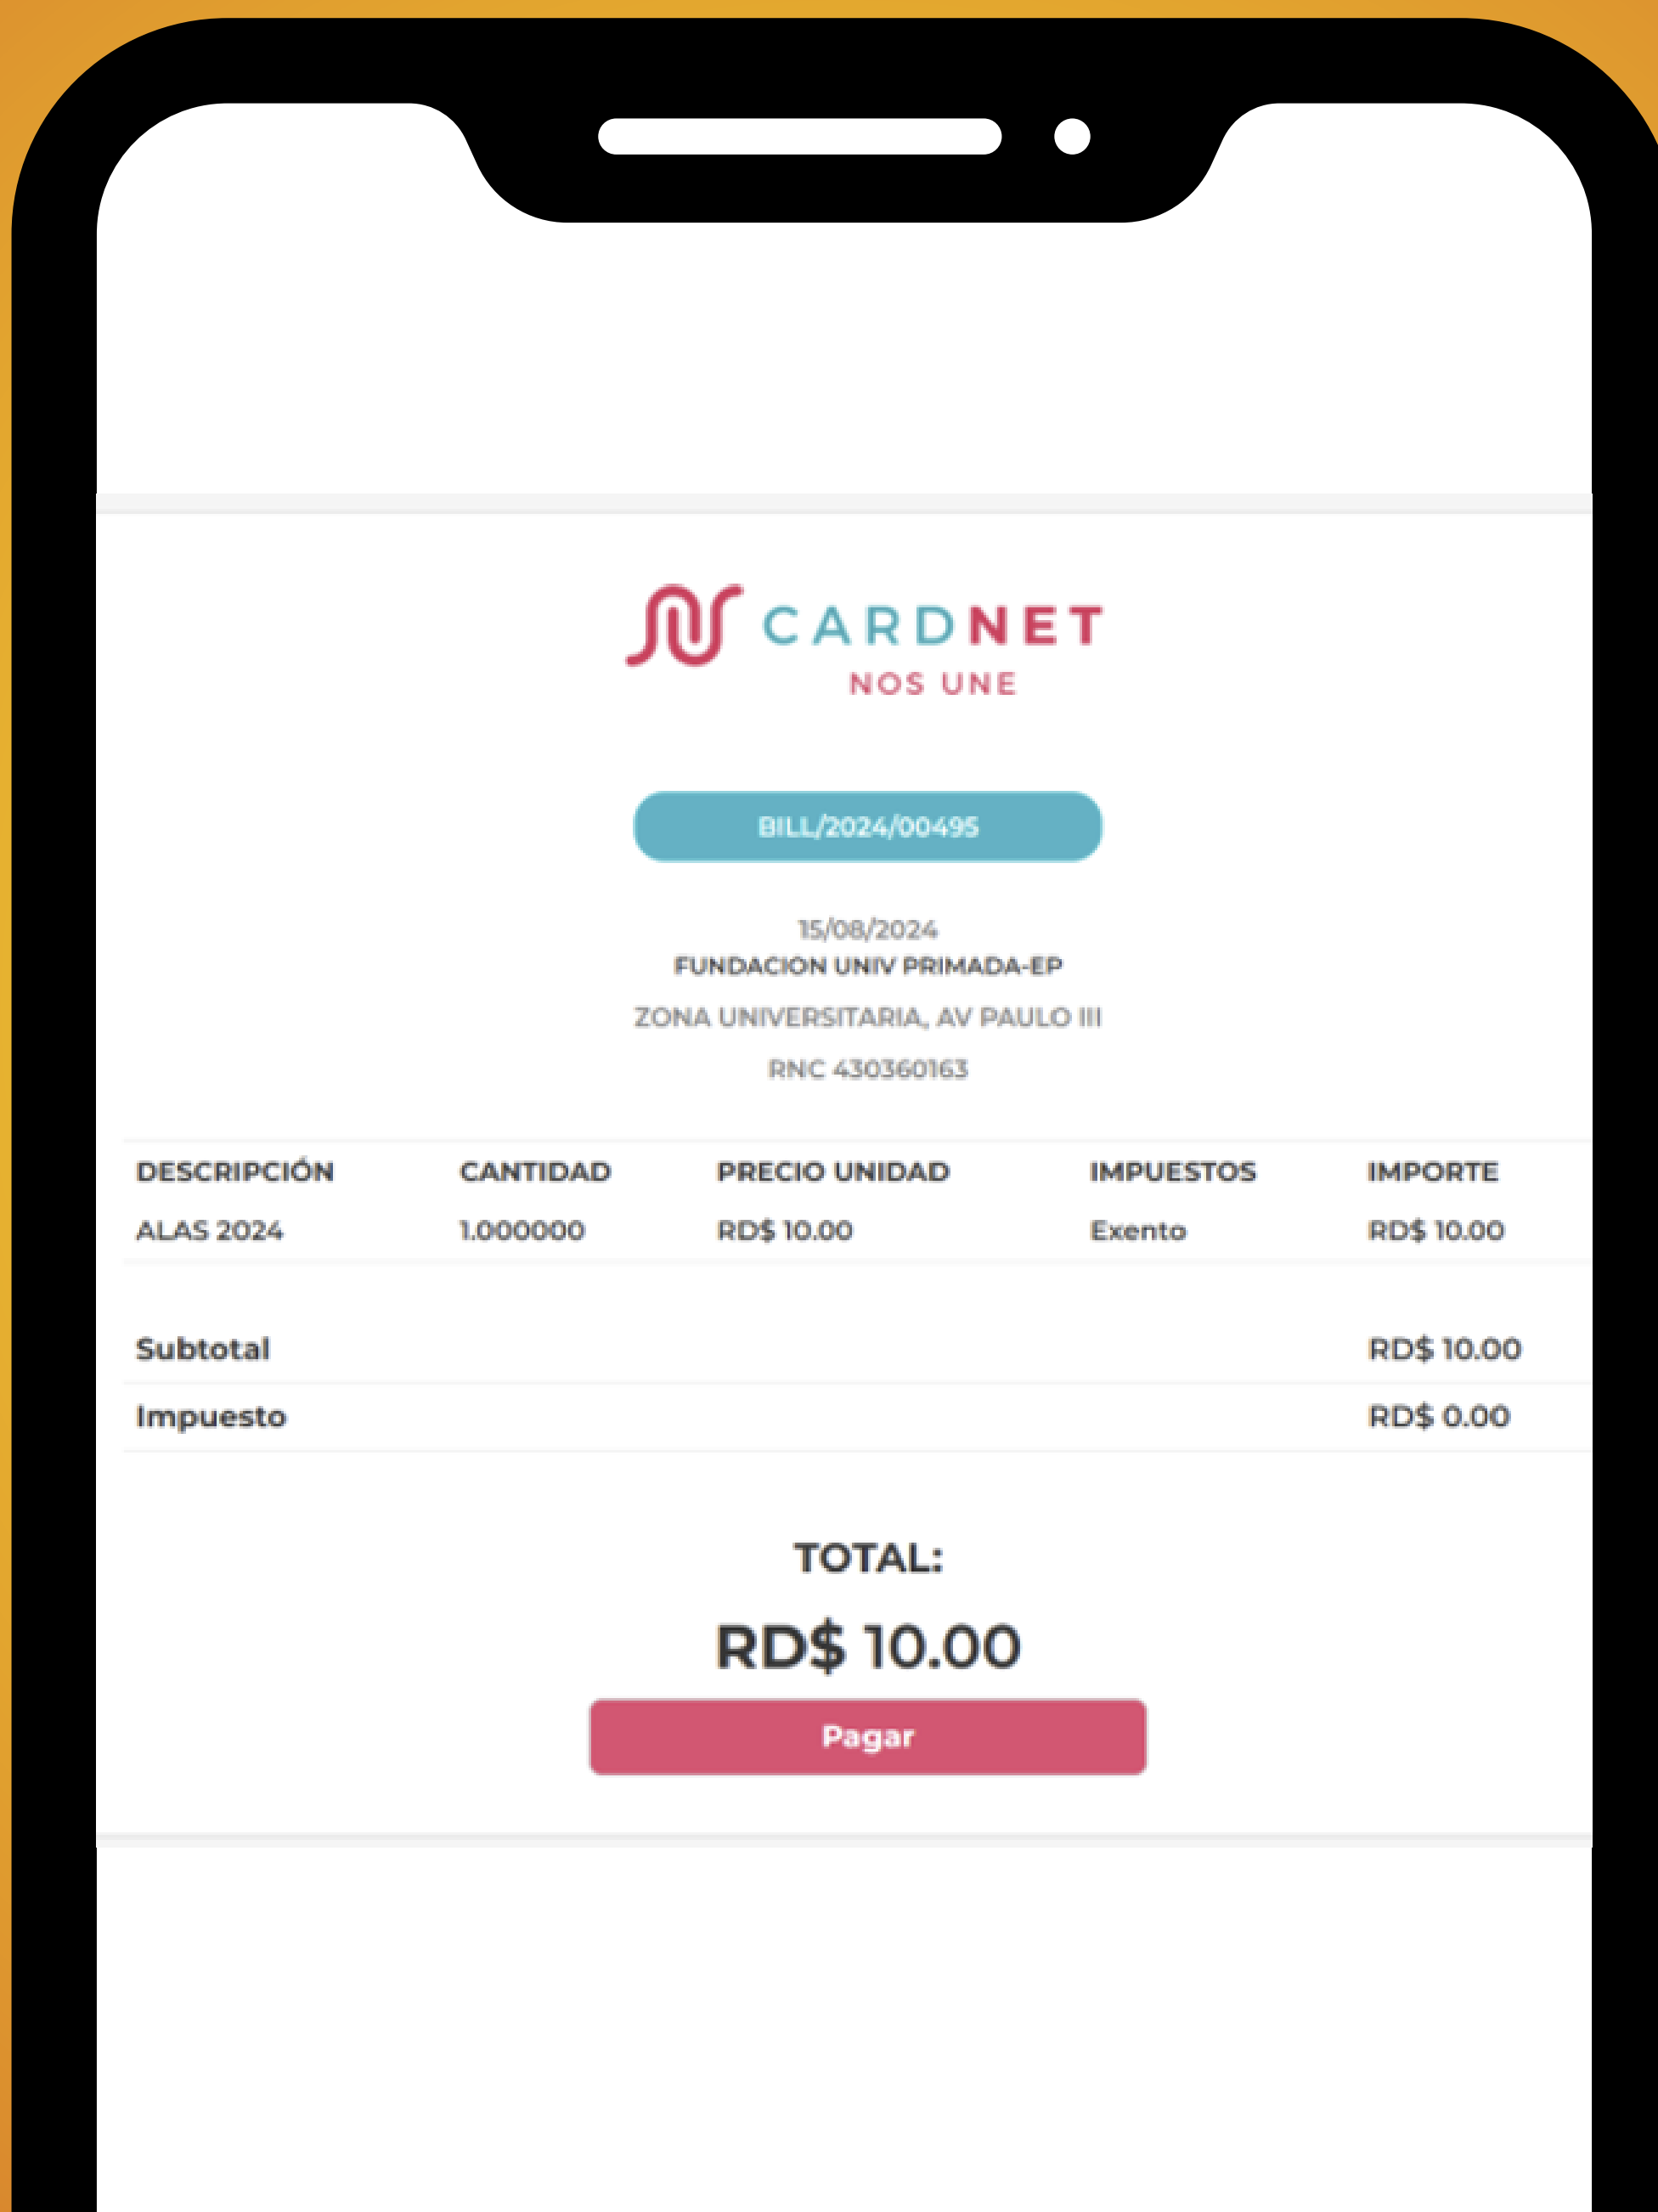 CARDNET
NOS UNE
BILL/2024/00495
15/08/2024
FUNDACION UNIV PRIMADA-EP
ZONA UNIVERSITARIA, AV PAULO III
RNC 430360163
DESCRIPCIÓN CANTIDAD PRECIO UNIDAD IMPUESTOS IMPORTE
ALAS 2024 1.000000 RD$ 10.00 Exento RD$ 10.00
Subtotal RD$ 10.00
Impuesto RD$ 0.00
TOTAL:
RD$ 10.00
Pagar